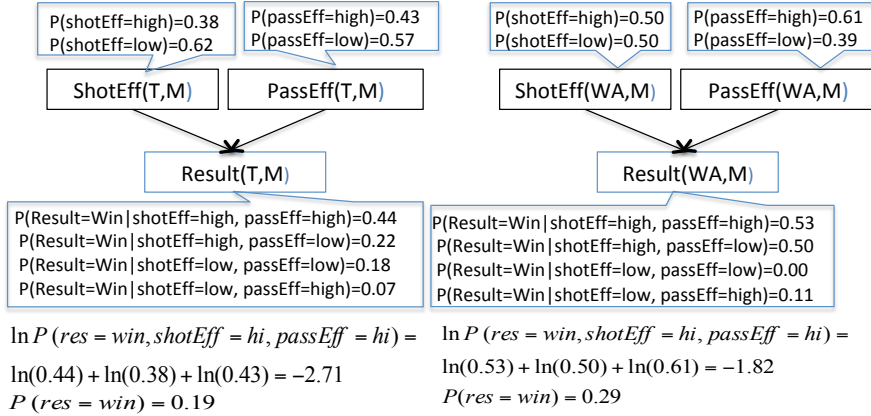 P(shotEff=high)=0.38
P(shotEff=low)=0.62
P(passEff=high)=0.43
P(passEff=low)=0.57
ShotEff(T,M)
PassEff(T,M)
Result(T,M)
P(Result=Win|shotEff=high, passEff=high)=0.44
P(Result=Win|shotEff=high, passEff=low)=0.22
P(Result=Win|shotEff=low, passEff=low)=0.18
P(Result=Win|shotEff=low, passEff=high)=0.07
ln P (res = win, shotEff = hi, passEff = hi) =
ln(0.44) + ln(0.38) + ln(0.43) = −2.71
P (res = win) = 0.19
P(shotEff=high)=0.50
P(shotEff=low)=0.50
P(passEff=high)=0.61
P(passEff=low)=0.39
ShotEff(WA,M)
PassEff(WA,M)
Result(WA,M)
P(Result=Win|shotEff=high, passEff=high)=0.53
P(Result=Win|shotEff=high, passEff=low)=0.50
P(Result=Win|shotEff=low, passEff=low)=0.00
P(Result=Win|shotEff=low, passEff=high)=0.11
ln P (res = win, shotEff = hi, passEff = hi) =
ln(0.53) + ln(0.50) + ln(0.61) = −1.82
P(res = win) = 0.29